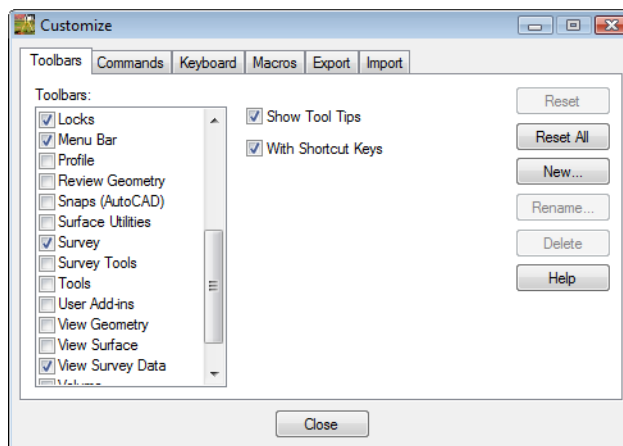 Customize
Toolbars Commands Keyboard Macros Export Import
Toolbars:
Locks
Menu Bar
Profile
Review Geometry
Snaps (AutoCAD)
Surface Utilities
Survey
Survey Tools
Tools
User Add-ins
View Geometry
View Surface
View Survey Data
Show Tool Tips
With Shortcut Keys
Reset
Reset All
New...
Rename...
Delete
Help
Close